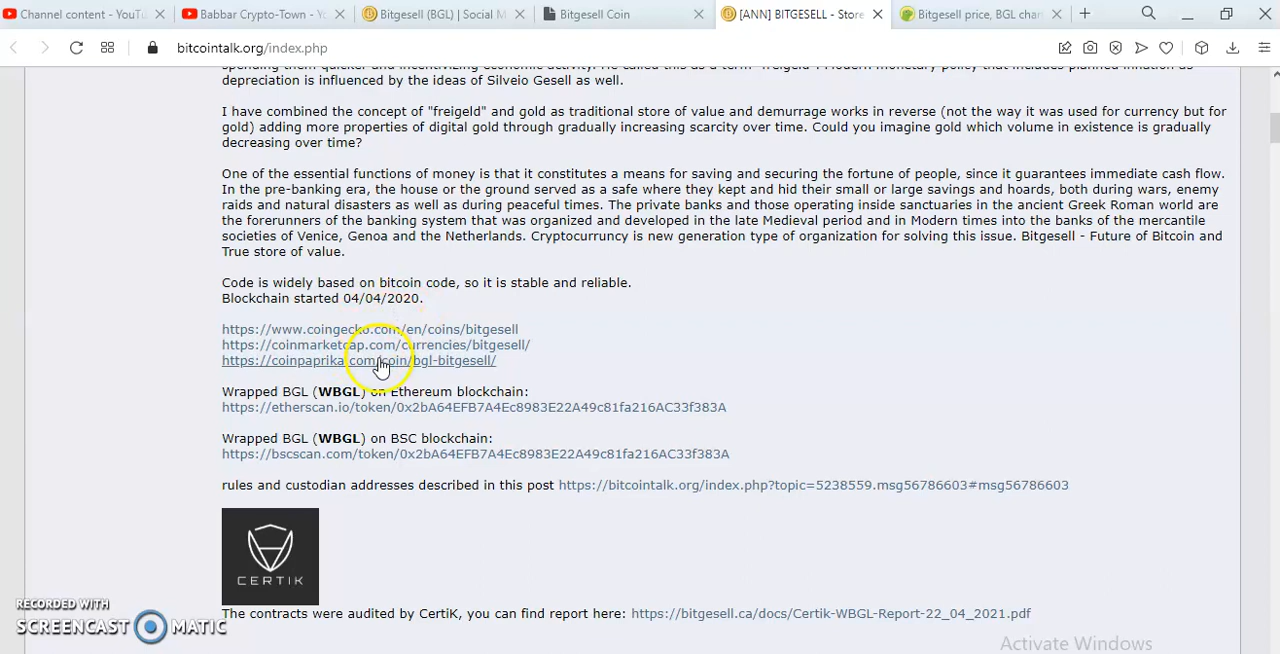 Channel content - YouTu
Babbar Crypto-Town - Yo
Bitgesell (BGL) | Social M
Bitgesell Coin
[ANN] BITGESELL - Store
Bitgesell price, BGL char
bitcointalk.org/index.php
depreciation is influenced by the ideas of Silveio Gesell as well.
I have combined the concept of "freigeld" and gold as traditional store of value and demurrage works in reverse (not the way it was used for currency but for
gold) adding more properties of digital gold through gradually increasing scarcity over time. Could you imagine gold which volume in existence is gradually
decreasing over time?
One of the essential functions of money is that it constitutes a means for saving and securing the fortune of people, since it guarantees immediate cash flow.
In the pre-banking era, the house or the ground served as a safe where they kept and hid their small or large savings and hoards, both during wars, enemy
raids and natural disasters as well as during peaceful times. The private banks and those operating inside sanctuaries in the ancient Greek Roman world are
the forerunners of the banking system that was organized and developed in the late Medieval period and in Modern times into the banks of the mercantile
societies of Venice, Genoa and the Netherlands. Cryptocurruncy is new generation type of organization for solving this issue. Bitgesell - Future of Bitcoin and
True store of value.
Code is widely based on bitcoin code, so it is stable and reliable.
Blockchain started 04/04/2020.
https://www.coingecko.com/en/coins/bitgesell
https://coinmarketcap.com/currencies/bitgesell/
https://coinpaprika.com/coin/bgl-bitgesell/
Wrapped BGL (WBGL) on Ethereum blockchain:
https://etherscan.io/token/0x2bA64EFB7A4Ec8983E22A49c81fa216AC33f383A
Wrapped BGL (WBGL) on BSC blockchain:
https://bscscan.com/token/0x2bA64EFB7A4Ec8983E22A49c81fa216AC33f383A
rules and custodian addresses described in this post https://bitcointalk.org/index.php?topic=5238559.msg56786603#msg56786603
CERTIK
The contracts were audited by CertiK, you can find report here: https://bitgesell.ca/docs/Certik-WBGL-Report-22_04_2021.pdf
RECORDED WITH
SCREENCAST MATIC
Activate Windows